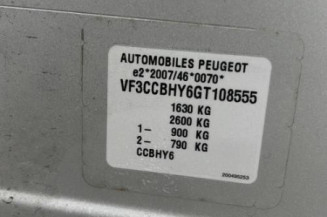 AUTOMOBILES PEUGEOT
e2*2007/46*0070*
VF3CCBHY6GT108555
1630 KG
2600 KG
1- 900 KG
2- 790 KG
CCBHY6